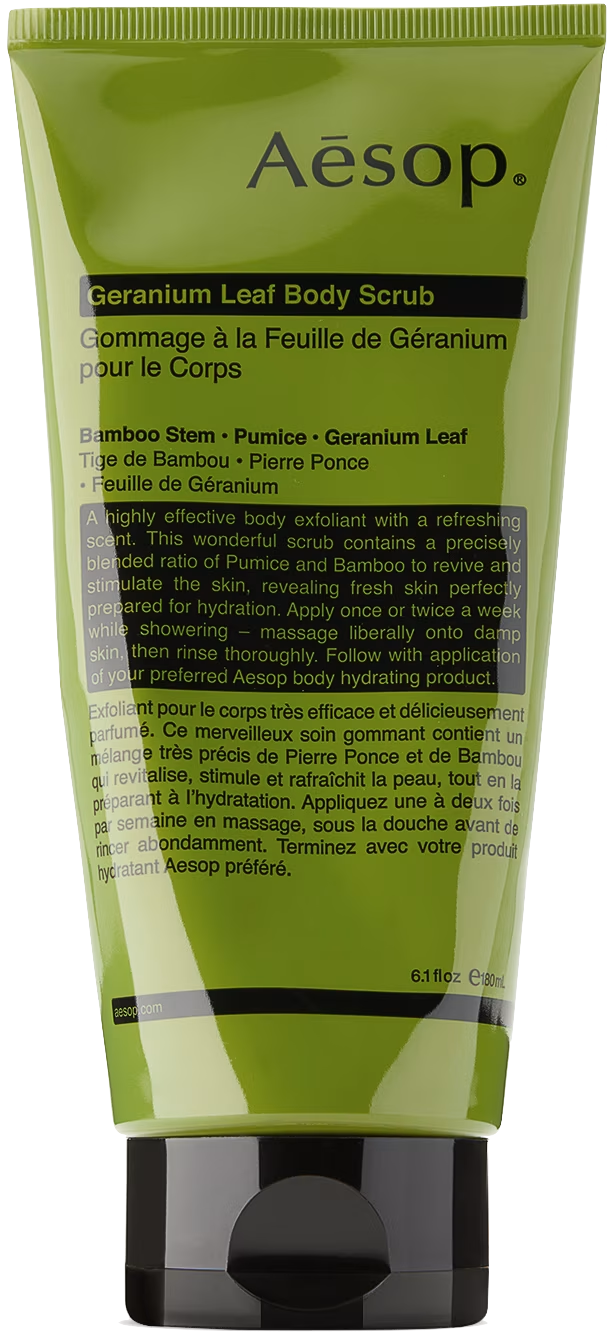 Aēsop®
Geranium Leaf Body Scrub
Gommage à la Feuille de Géranium
pour le Corps
Bamboo Stem • Pumice • Geranium Leaf
Tige de Bambou • Pierre Ponce
• Feuille de Géranium
A highly effective body exfoliant with a refreshing
scent. This wonderful scrub contains a precisely
blended ratio of Pumice and Bamboo to revive and
stimulate the skin, revealing fresh skin perfectly
prepared for hydration. Apply once or twice a week
while showering – massage liberally onto damp
skin, then rinse thoroughly. Follow with application
of your preferred Aesop body hydrating product.
Exfoliant pour le corps très efficace et délicieusement
parfumé. Ce merveilleux soin gommant contient un
mélange très précis de Pierre Ponce et de Bambou
qui revitalise, stimule et rafraîchit la peau, tout en la
préparant à l'hydratation. Appliquez une à deux fois
par semaine en massage, sous la douche avant de
rincer abondamment. Terminez avec votre produit
hydratant Aesop préféré.
6.1 fl oz ℮180mL
aesop.com